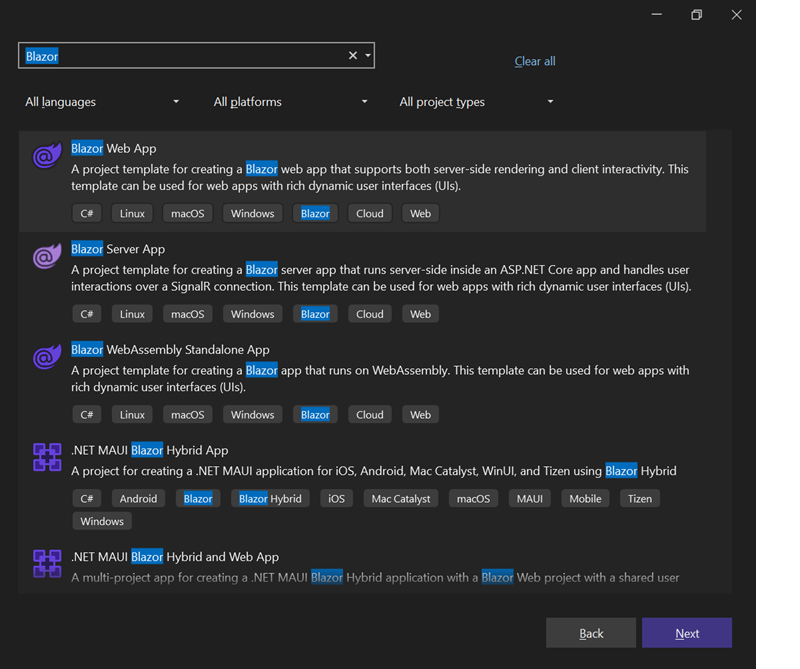 Blazor
Clear all
All languages All platforms All project types
Blazor Web App
A project template for creating a Blazor web app that supports both server-side rendering and client interactivity. This
template can be used for web apps with rich dynamic user interfaces (UIs).
C# Linux macOS Windows Blazor Cloud Web
Blazor Server App
A project template for creating a Blazor server app that runs server-side inside an ASP.NET Core app and handles user
interactions over a SignalR connection. This template can be used for web apps with rich dynamic user interfaces (UIs).
C# Linux macOS Windows Blazor Cloud Web
Blazor WebAssembly Standalone App
A project template for creating a Blazor app that runs on WebAssembly. This template can be used for web apps with
rich dynamic user interfaces (UIs).
C# Linux macOS Windows Blazor Cloud Web
.NET MAUI Blazor Hybrid App
A project for creating a .NET MAUI application for iOS, Android, Mac Catalyst, WinUI, and Tizen using Blazor Hybrid
C# Android Blazor Blazor Hybrid iOS Mac Catalyst macOS MAUI Mobile Tizen
Windows
.NET MAUI Blazor Hybrid and Web App
A multi-project app for creating a .NET MAUI Blazor Hybrid application with a Blazor Web project with a shared user
Back Next